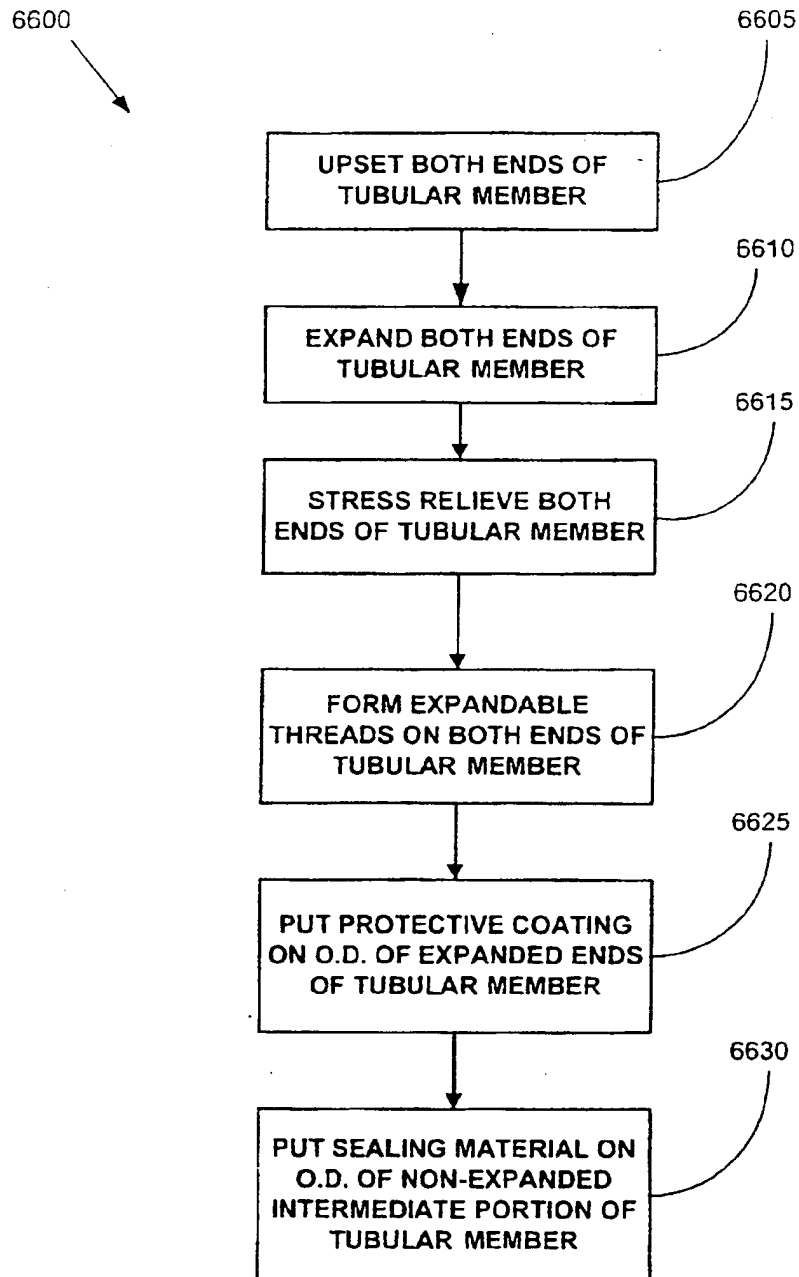 6600
6605
UPSET BOTH ENDS OF
TUBULAR MEMBER
6610
EXPAND BOTH ENDS OF
TUBULAR MEMBER
6615
STRESS RELIEVE BOTH
ENDS OF TUBULAR MEMBER
6620
FORM EXPANDABLE
THREADS ON BOTH ENDS OF
TUBULAR MEMBER
6625
PUT PROTECTIVE COATING
ON O.D. OF EXPANDED ENDS
OF TUBULAR MEMBER
6630
PUT SEALING MATERIAL ON
O.D. OF NON-EXPANDED
INTERMEDIATE PORTION OF
TUBULAR MEMBER